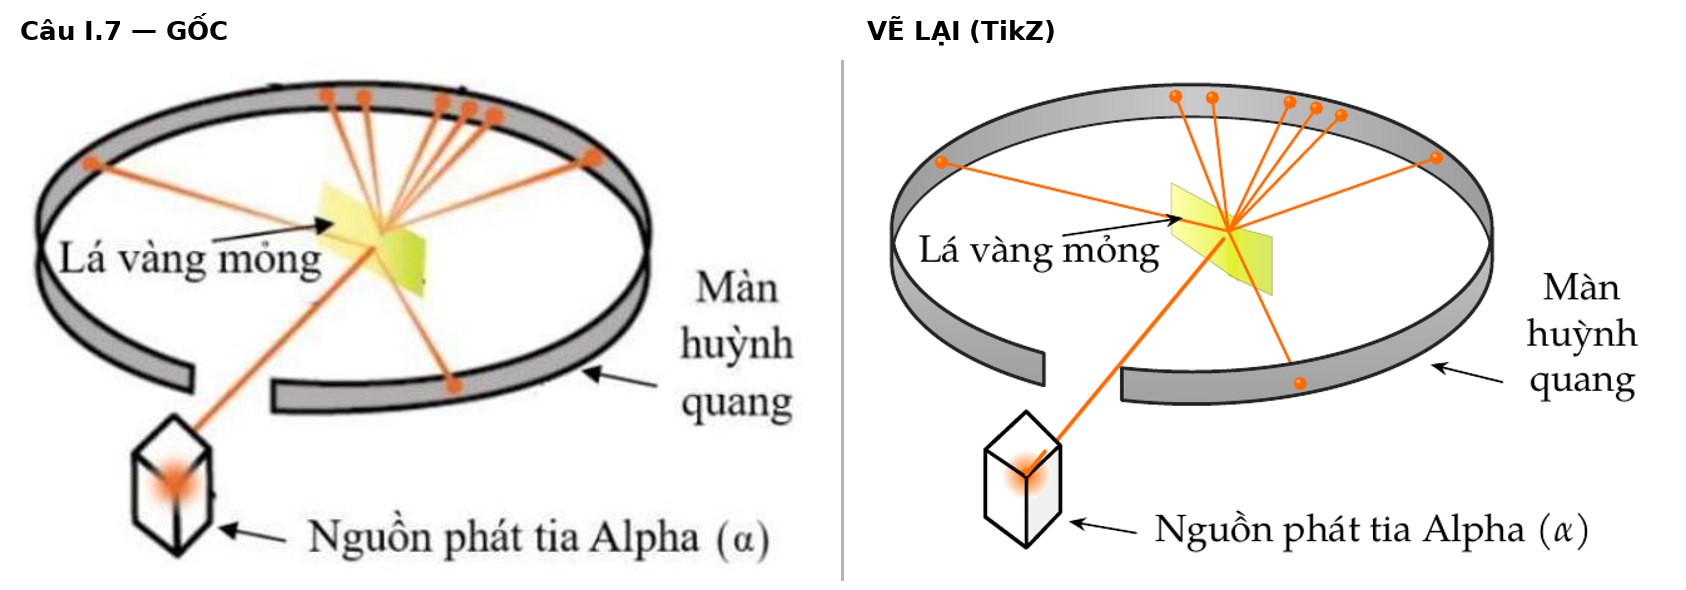 Câu I.7 — GỐC
Lá vàng mỏng
Màn
huỳnh
quang
Nguồn phát tia Alpha (α)
VẼ LẠI (TikZ)
Lá vàng mỏng
Màn
huỳnh
quang
Nguồn phát tia Alpha (α)